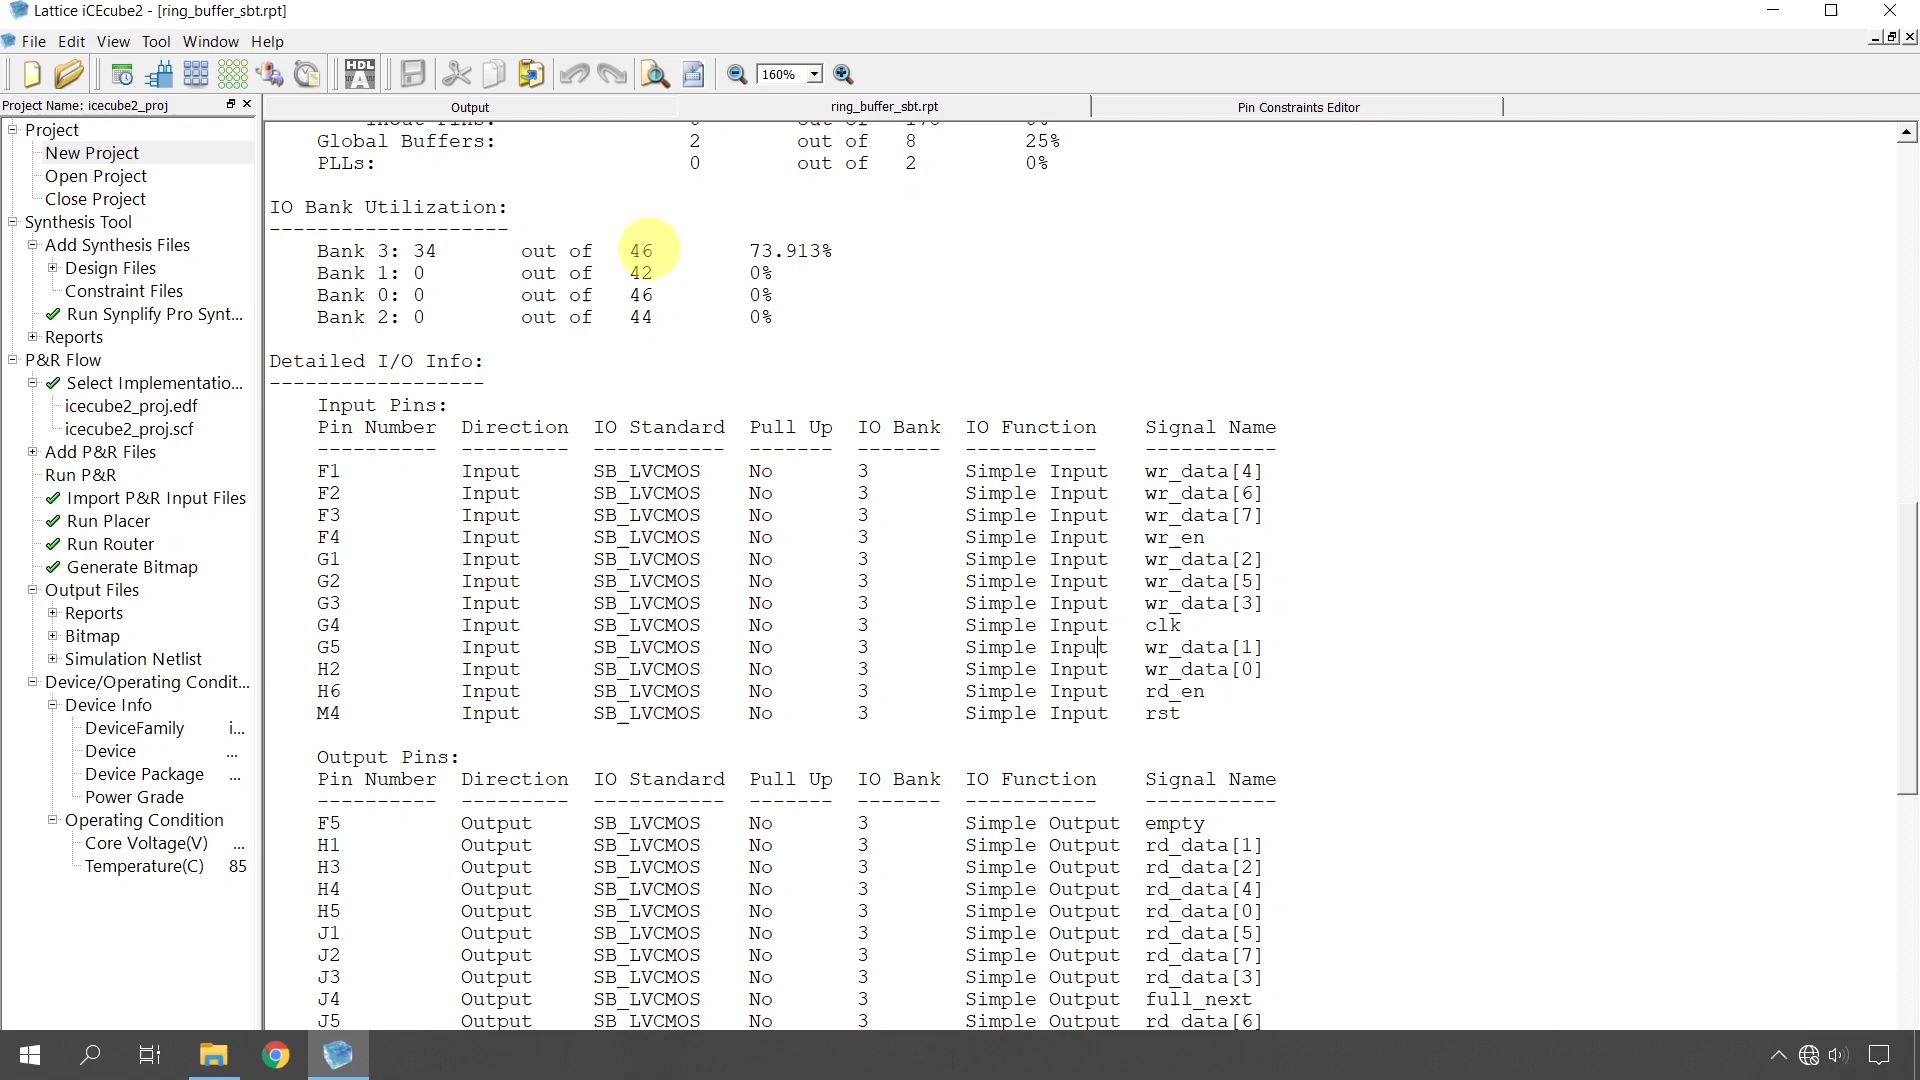 Lattice iCEcube2 - [ring_buffer_sbt.rpt]
File Edit View Tool Window Help
HDL
160%
Project Name: icecube2_proj
Output
ring_buffer_sbt.rpt
Pin Constraints Editor
Project
New Project
Open Project
Close Project
Synthesis Tool
Add Synthesis Files
Design Files
Constraint Files
Run Synplify Pro Synt...
Reports
P&R Flow
Select Implementatio...
icecube2_proj.edf
icecube2_proj.scf
Add P&R Files
Run P&R
Import P&R Input Files
Run Placer
Run Router
Generate Bitmap
Output Files
Reports
Bitmap
Simulation Netlist
Device/Operating Condit...
Device Info
DeviceFamily i...
Device ...
Device Package ...
Power Grade
Operating Condition
Core Voltage(V) ...
Temperature(C) 85
Global Buffers: 2 out of 8 25%
PLLs: 0 out of 2 0%
IO Bank Utilization:
--------------------
Bank 3: 34 out of 46 73.913%
Bank 1: 0 out of 42 0%
Bank 0: 0 out of 46 0%
Bank 2: 0 out of 44 0%
Detailed I/O Info:
------------------
Input Pins:
Pin Number Direction IO Standard Pull Up IO Bank IO Function Signal Name
---------- --------- ----------- ------- ------- ----------- -----------
F1 Input SB_LVCMOS No 3 Simple Input wr_data[4]
F2 Input SB_LVCMOS No 3 Simple Input wr_data[6]
F3 Input SB_LVCMOS No 3 Simple Input wr_data[7]
F4 Input SB_LVCMOS No 3 Simple Input wr_en
G1 Input SB_LVCMOS No 3 Simple Input wr_data[2]
G2 Input SB_LVCMOS No 3 Simple Input wr_data[5]
G3 Input SB_LVCMOS No 3 Simple Input wr_data[3]
G4 Input SB_LVCMOS No 3 Simple Input clk
G5 Input SB_LVCMOS No 3 Simple Input wr_data[1]
H2 Input SB_LVCMOS No 3 Simple Input wr_data[0]
H6 Input SB_LVCMOS No 3 Simple Input rd_en
M4 Input SB_LVCMOS No 3 Simple Input rst
Output Pins:
Pin Number Direction IO Standard Pull Up IO Bank IO Function Signal Name
---------- --------- ----------- ------- ------- ----------- -----------
F5 Output SB_LVCMOS No 3 Simple Output empty
H1 Output SB_LVCMOS No 3 Simple Output rd_data[1]
H3 Output SB_LVCMOS No 3 Simple Output rd_data[2]
H4 Output SB_LVCMOS No 3 Simple Output rd_data[4]
H5 Output SB_LVCMOS No 3 Simple Output rd_data[0]
J1 Output SB_LVCMOS No 3 Simple Output rd_data[5]
J2 Output SB_LVCMOS No 3 Simple Output rd_data[7]
J3 Output SB_LVCMOS No 3 Simple Output rd_data[3]
J4 Output SB_LVCMOS No 3 Simple Output full_next
J5 Output SB_LVCMOS No 3 Simple Output rd_data[6]